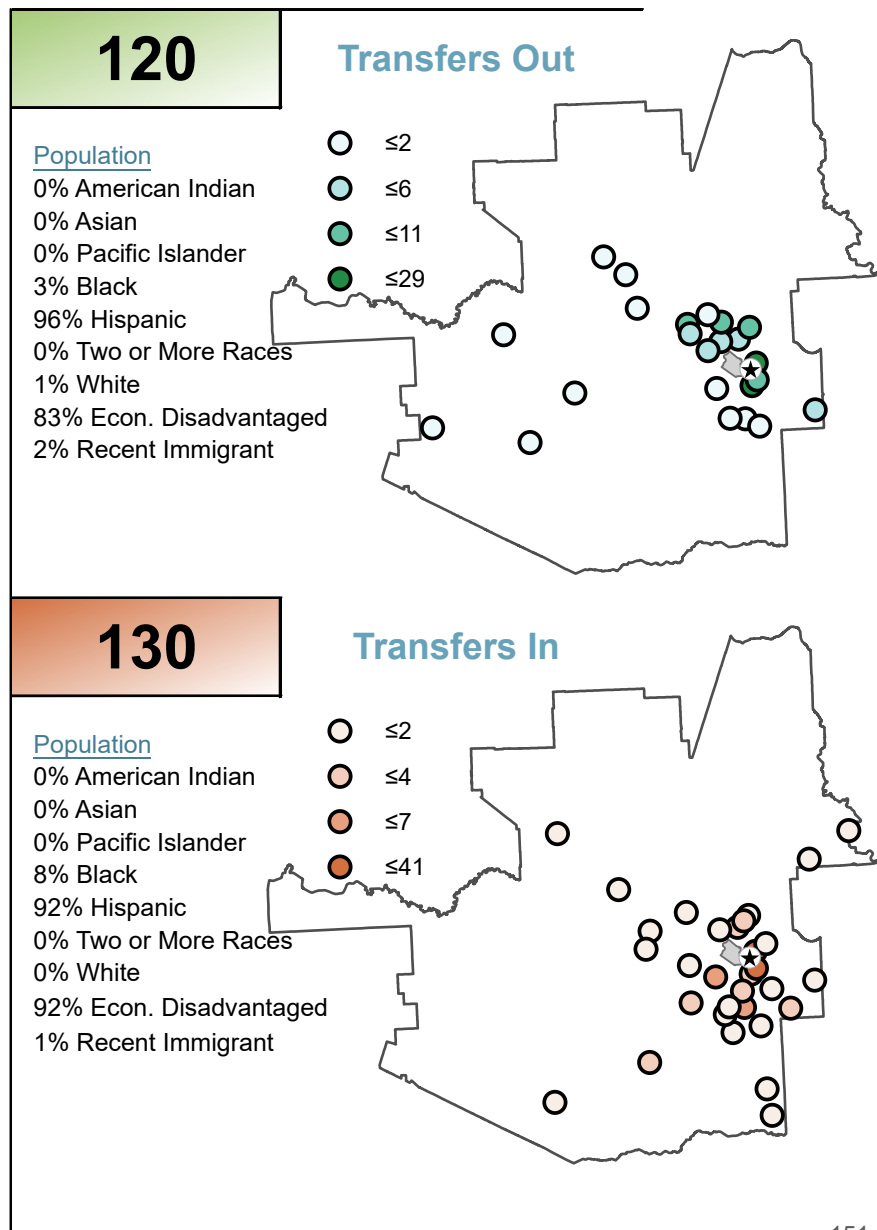 120
Transfers Out
Population
0% American Indian
0% Asian
0% Pacific Islander
3% Black
96% Hispanic
0% Two or More Races
1% White
83% Econ. Disadvantaged
2% Recent Immigrant
≤2
≤6
≤11
≤29
130
Transfers In
Population
0% American Indian
0% Asian
0% Pacific Islander
8% Black
92% Hispanic
0% Two or More Races
0% White
92% Econ. Disadvantaged
1% Recent Immigrant
≤2
≤4
≤7
≤41